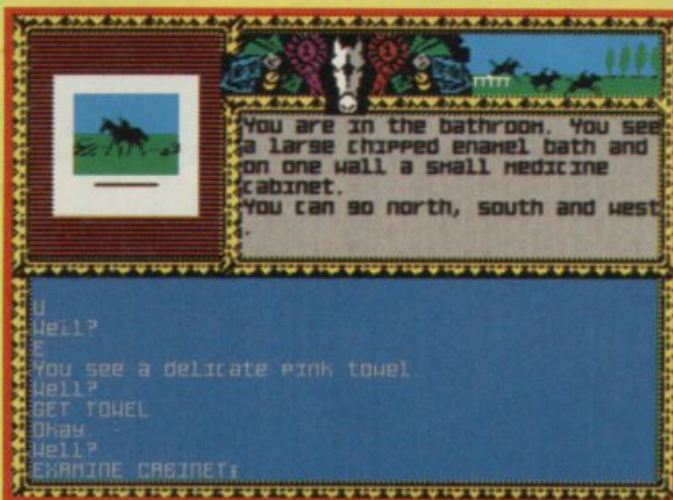 1 1
You are in the bathroom. You see
a large chipped enamel bath and
on one wall a small medicine
cabinet.
You can go north, south and west
.
U
Well?
E
You see a delicate pink towel.
Well?
GET TOWEL
Okay.
Well?
EXAMINE CABINET